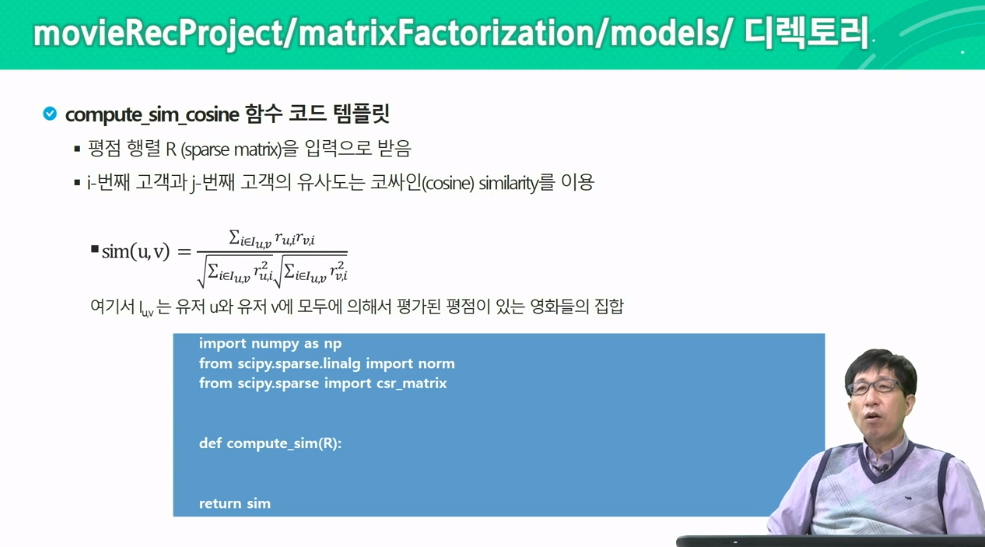 movieRecProject/matrixFactorization/models/ 디렉토리
compute_sim_cosine 함수 코드 템플릿
▪ 평점 행렬 R (sparse matrix)을 입력으로 받음
▪ i-번째 고객과 j-번째 고객의 유사도는 코싸인(cosine) similarity를 이용
▪ sim(u, v) = \frac{\sum_{i∈I_{u,v}} r_{u,i} r_{v,i}}{\sqrt{\sum_{i∈I_{u,v}} r_{u,i}^2} \sqrt{\sum_{i∈I_{u,v}} r_{v,i}^2}}
여기서 I_{u,v} 는 유저 u와 유저 v에 모두에 의해서 평가된 평점이 있는 영화들의 집합
import numpy as np
from scipy.sparse.linalg import norm
from scipy.sparse import csr_matrix
def compute_sim(R):
return sim